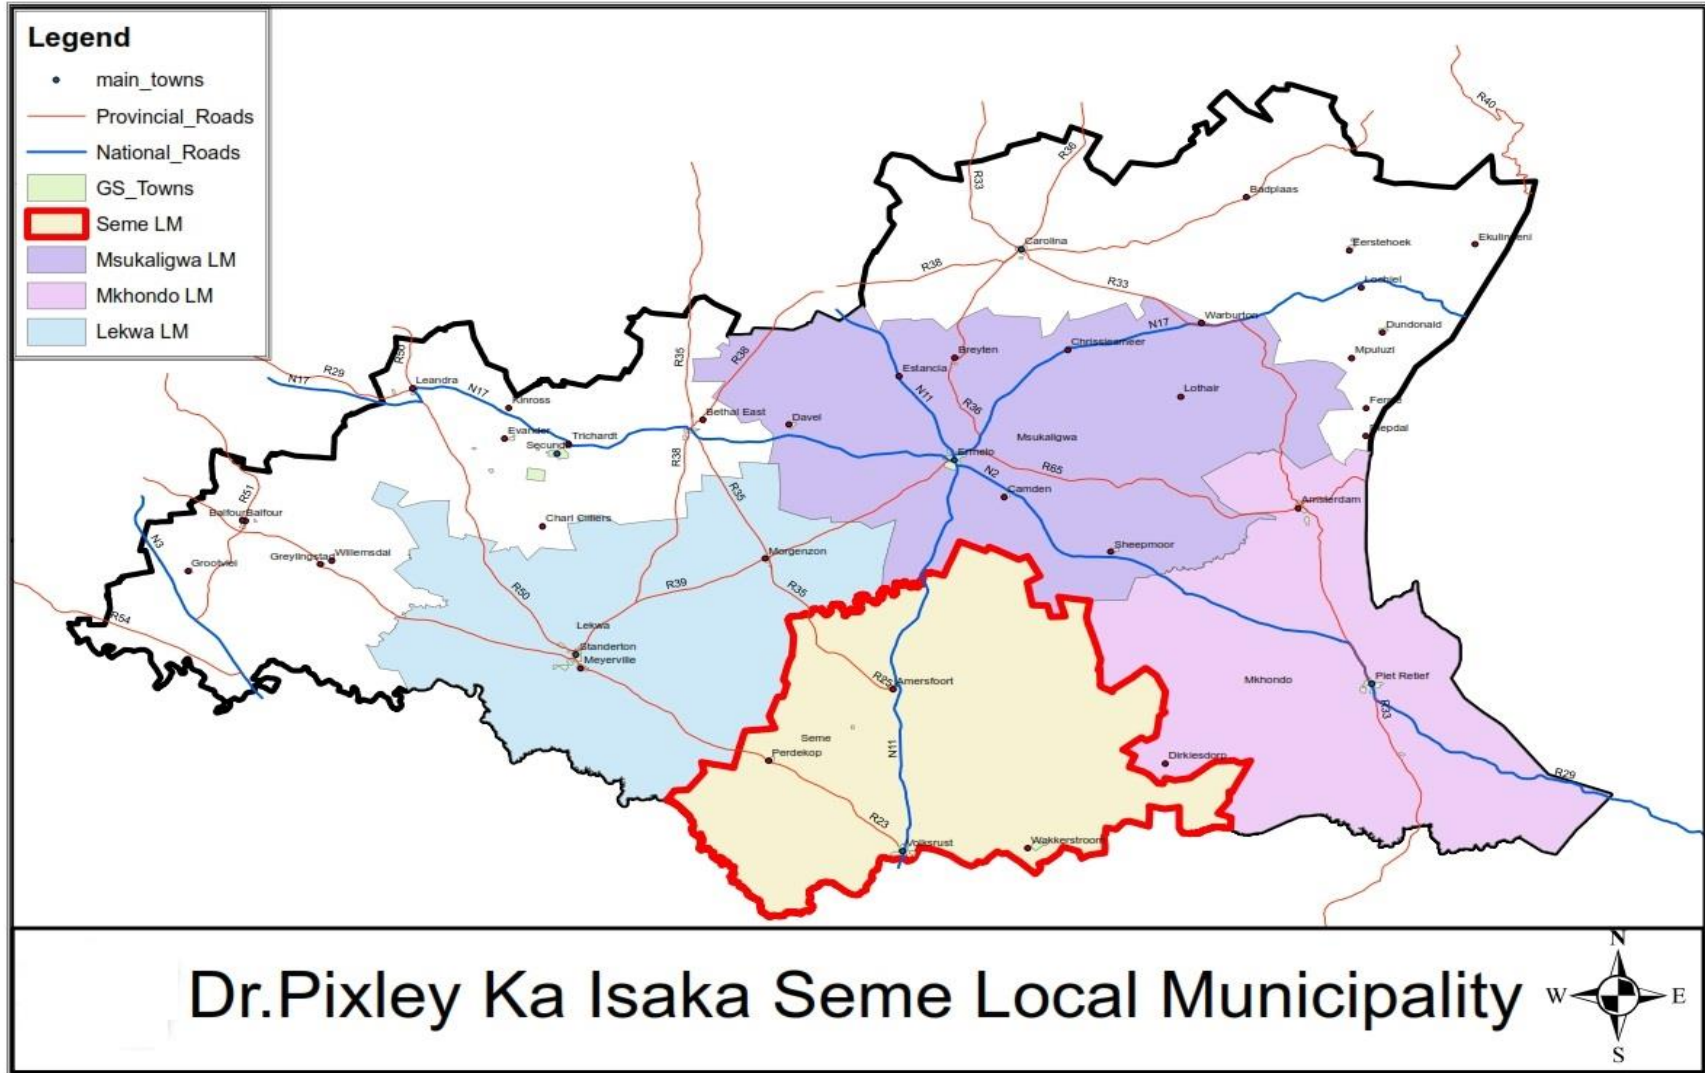 Legend
main_towns
Provincial_Roads
National_Roads
GS_Towns
Seme LM
Msukaligwa LM
Mkhondo LM
Lekwa LM
R40
R36
R33
Badplaas
Carolina
Eerstehoek
R38
R33
Lochiel
Warburton
N17
Dundonald
R50
R35
R38
Breyten
Chrissiesmeer
Mpuluzi
R29
N17
Leandra
N17
Estancia
N11
Lothair
Kinross
Bethal East
Davel
R36
Evander
Trichardt
Msukaligwa
R38
Ermelo
N2
R65
R51
R35
Camden
Amsterdam
Balfour
Balfour
Charl Cilliers
N3
Greylingstad
Willemsdal
Morgenzon
Sheepmoor
Grootvlei
R50
R39
R35
R54
Lekwa
Standerton
Meyerville
R25
Amersfoort
Mkhondo
Piet Retief
R33
Seme
N11
Perdekop
Dirkiesdorp
R29
R23
Volksrust
Wakkerstroom
Dr.Pixley Ka Isaka Seme Local Municipality
N
W
E
S